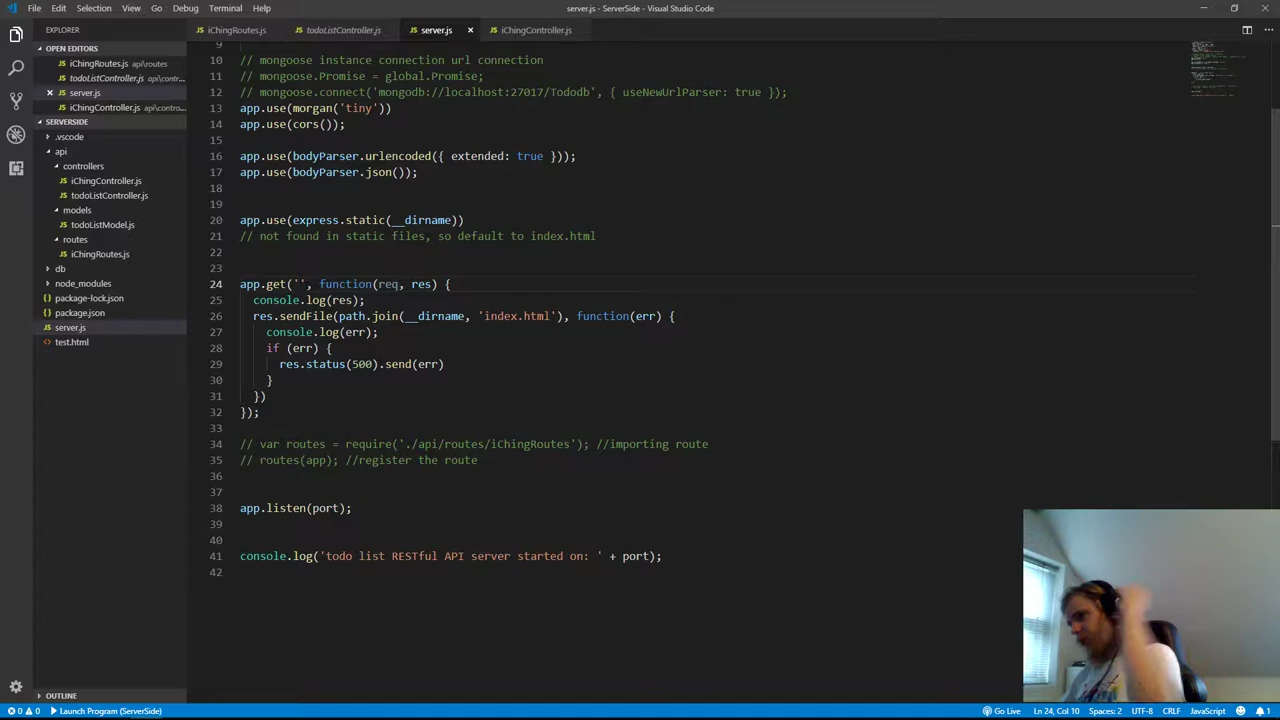 File Edit Selection View Go Debug Terminal Help
server.js - ServerSide - Visual Studio Code
EXPLORER
OPEN EDITORS
iChingRoutes.js api\routes
todoListController.js api\contr...
server.js
iChingController.js api\contro...
SERVERSIDE
.vscode
api
controllers
iChingController.js
todoListController.js
models
todoListModel.js
routes
iChingRoutes.js
db
node_modules
package-lock.json
package.json
server.js
test.html
OUTLINE
iChingRoutes.js todoListController.js server.js iChingController.js
9
10 // mongoose instance connection url connection
11 // mongoose.Promise = global.Promise;
12 // mongoose.connect('mongodb://localhost:27017/Tododb', { useNewUrlParser: true });
13 app.use(morgan('tiny'))
14 app.use(cors());
15
16 app.use(bodyParser.urlencoded({ extended: true }));
17 app.use(bodyParser.json());
18
19
20 app.use(express.static(__dirname))
21 // not found in static files, so default to index.html
22
23
24 app.get('', function(req, res) {
25 console.log(res);
26 res.sendFile(path.join(__dirname, 'index.html'), function(err) {
27 console.log(err);
28 if (err) {
29 res.status(500).send(err)
30 }
31 })
32 });
33
34 // var routes = require('./api/routes/iChingRoutes'); //importing route
35 // routes(app); //register the route
36
37
38 app.listen(port);
39
40
41 console.log('todo list RESTful API server started on: ' + port);
42
0 0 Launch Program (ServerSide)
Go Live Ln 24, Col 10 Spaces: 2 UTF-8 CRLF JavaScript 1